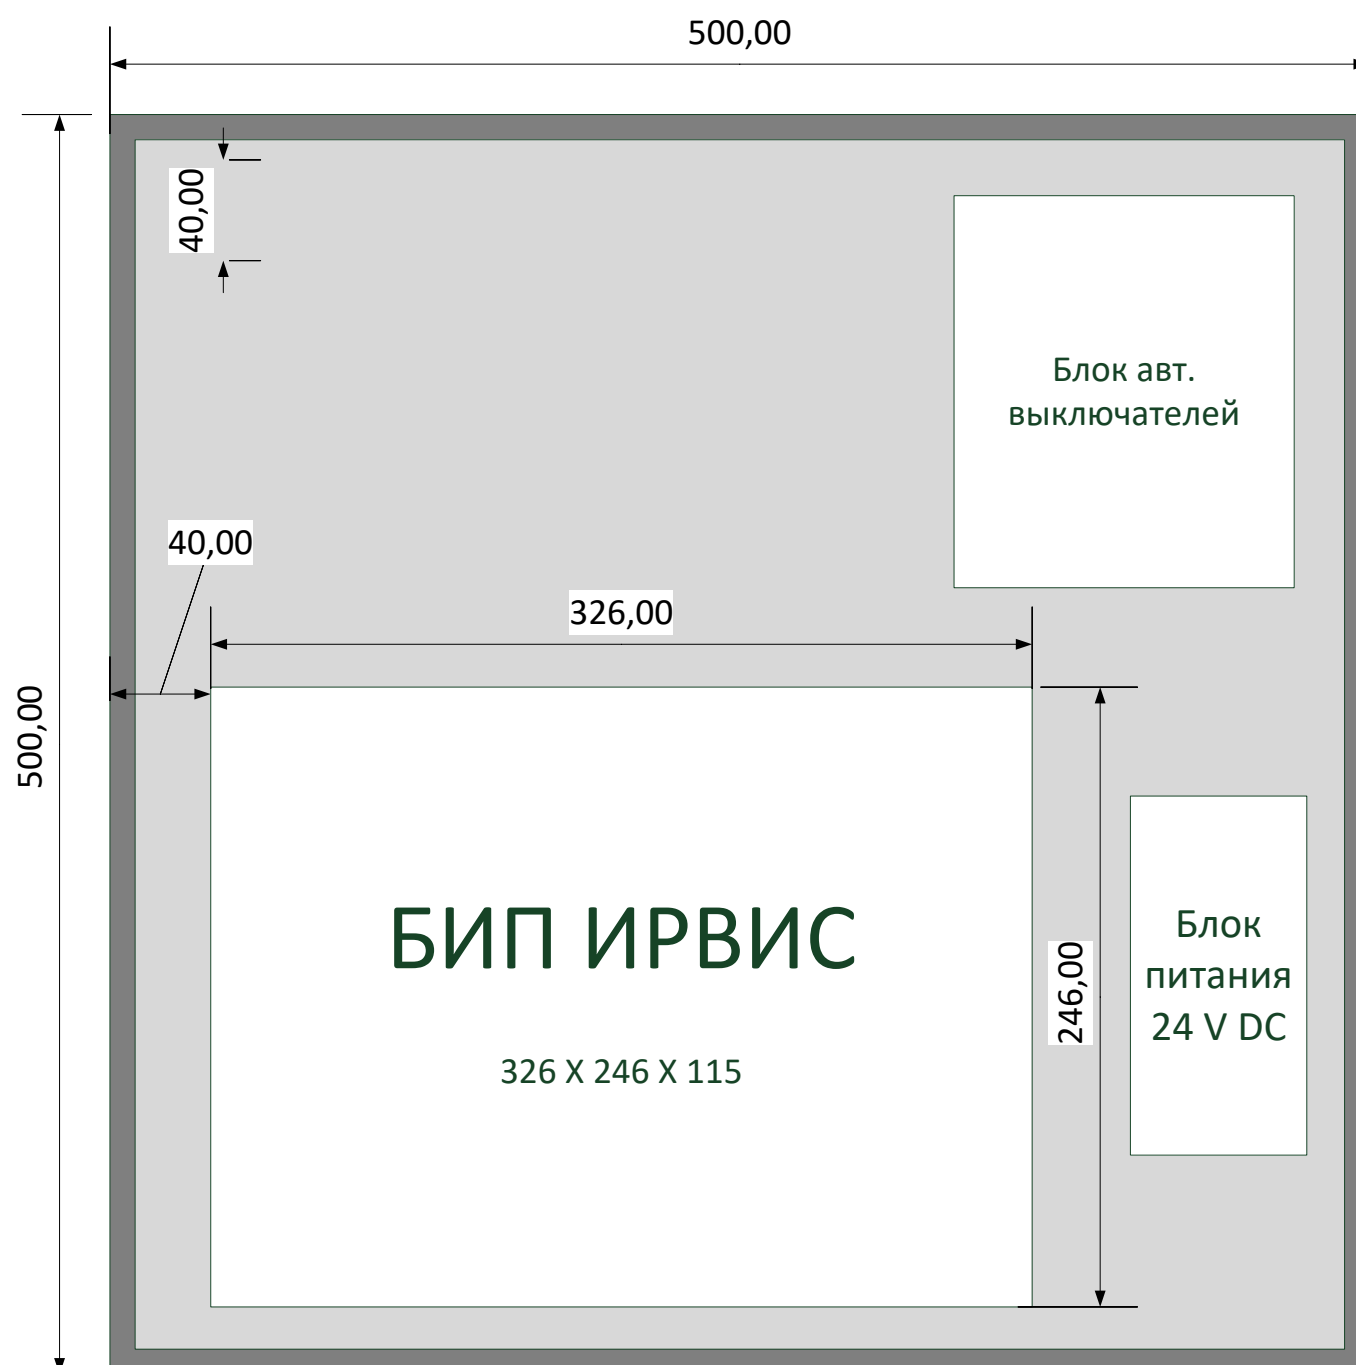 500,00
40,00
Блок авт.
выключателей
40,00
326,00
500,00
БИП ИРВИС
326 X 246 X 115
246,00
Блок
питания
24 V DC